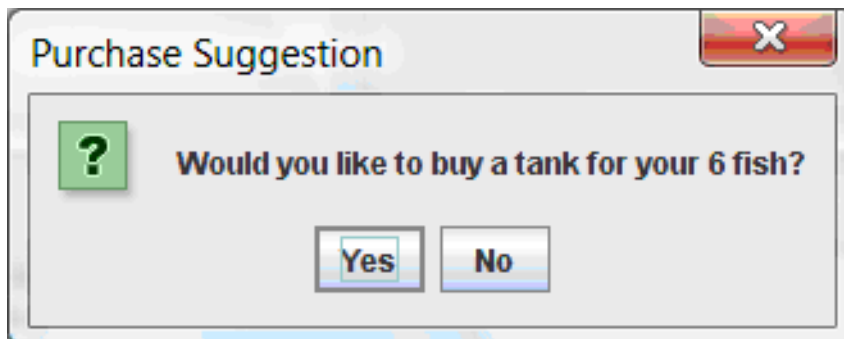 Purchase Suggestion
?
Would you like to buy a tank for your 6 fish?
Yes No